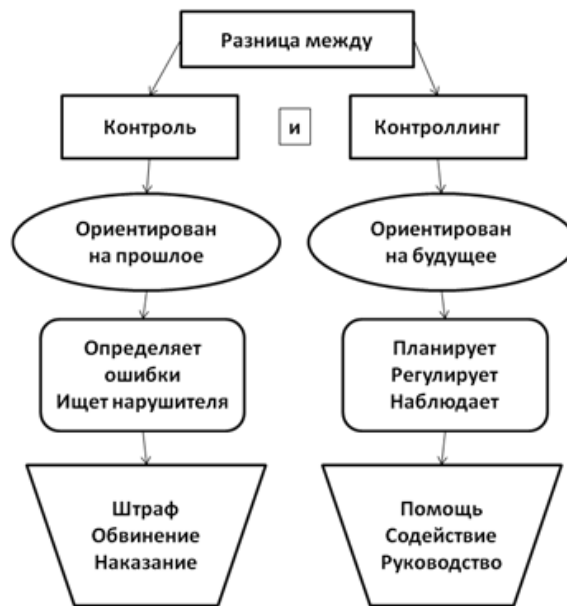 Разница между
Контроль
и
Контроллинг
Ориентирован
на прошлое
Ориентирован
на будущее
Определяет
ошибки
Ищет нарушителя
Планирует
Регулирует
Наблюдает
Штраф
Обвинение
Наказание
Помощь
Содействие
Руководство